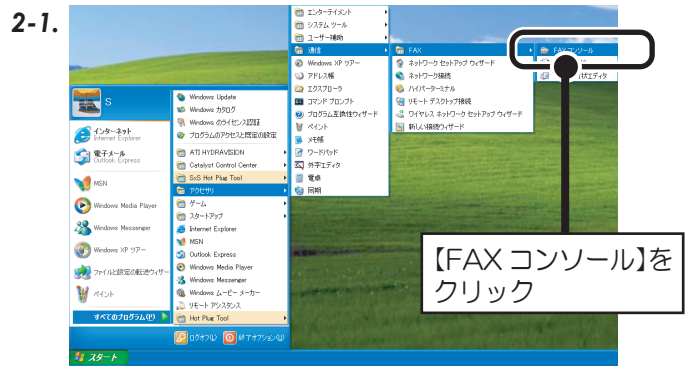 2-1.
エンターテイメント
システム ツール
ユーザー補助
通信
Windows XP ツアー
アドレス帳
エクスプローラ
コマンド プロンプト
プログラム互換性ウィザード
ペイント
メモ帳
ワードパッド
外字エディタ
電卓
同期
FAX
ネットワーク セットアップ ウィザード
ネットワーク接続
ハイパーターミナル
リモート デスクトップ接続
ワイヤレス ネットワーク セットアップ ウィザード
新しい接続ウィザード
FAX コンソール
S
インターネット
Internet Explorer
電子メール
Outlook Express
MSN
Windows Media Player
Windows Messenger
Windows XP ツアー
ファイルと設定の転送ウィザー
ペイント
すべてのプログラム(P)
Windows Update
Windows カタログ
Windows のライセンス認証
プログラムのアクセスと既定の設定
ATI HYDRAVISION
Catalyst Control Center
SxS Hot Plug Tool
アクセサリ
ゲーム
スタートアップ
Internet Explorer
MSN
Outlook Express
Windows Media Player
Windows Messenger
Windows ムービー メーカー
リモート アシスタンス
Hot Plug Tool
ログオフ(L)
終了オプション(U)
スタート
【FAX コンソール】を
クリック